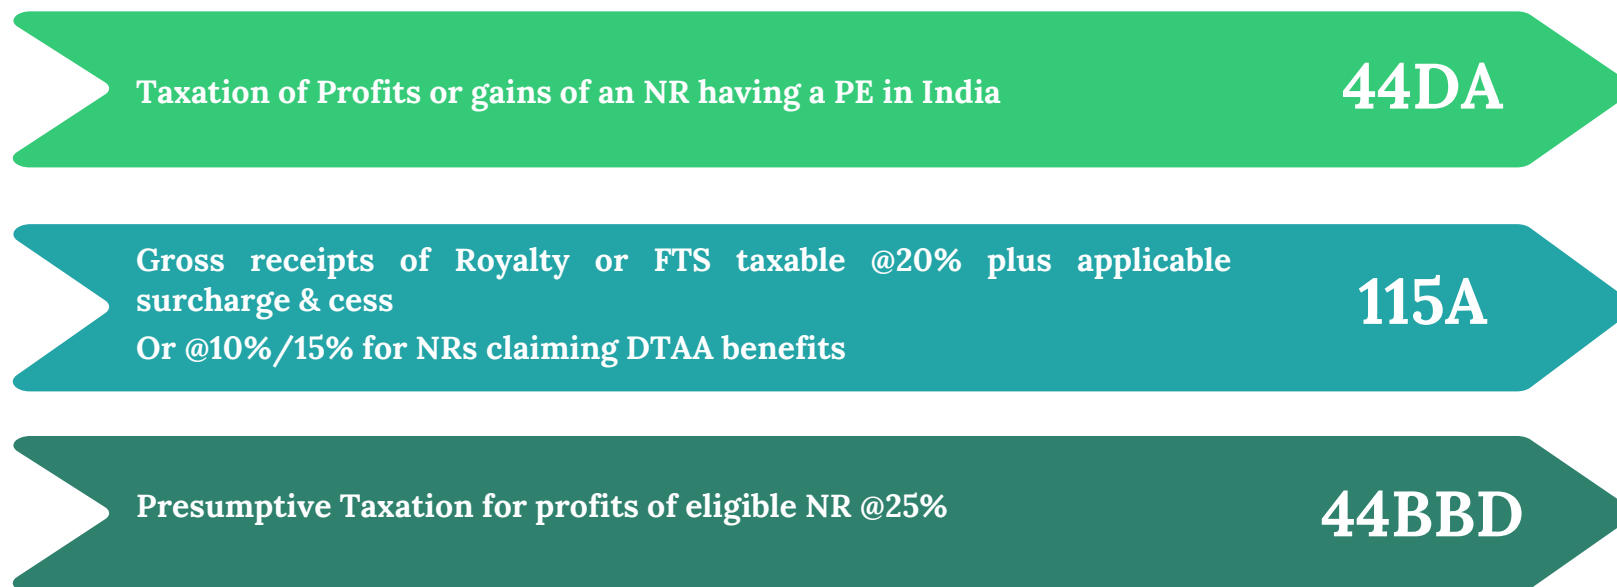 Taxation of Profits or gains of an NR having a PE in India
44DA
Gross receipts of Royalty or FTS taxable @20% plus applicable
surcharge & cess
Or @10%/15% for NRs claiming DTAA benefits
115A
Presumptive Taxation for profits of eligible NR @25%
44BBD